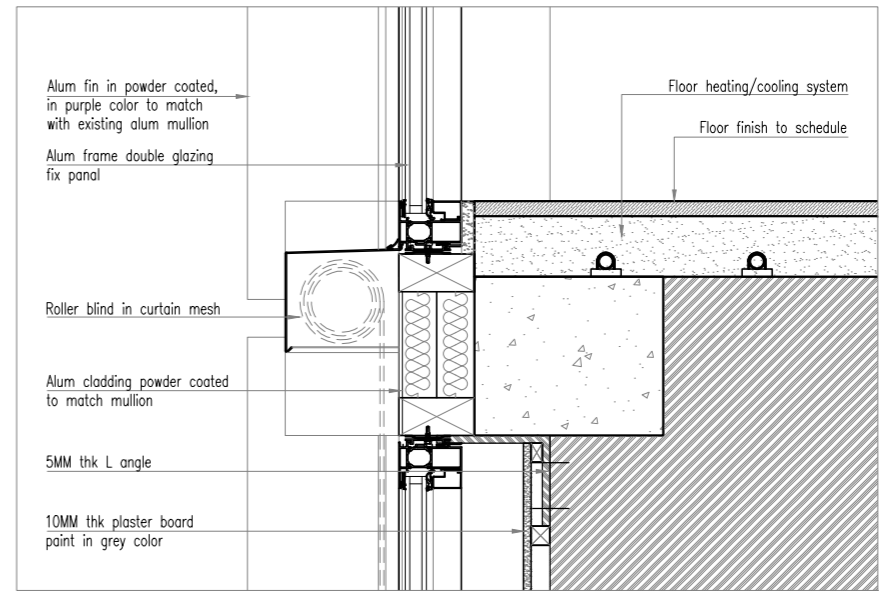 Alum fin in powder coated,
in purple color to match
with existing alum mullion
Alum frame double glazing
fix panal
Roller blind in curtain mesh
Alum cladding powder coated
to match mullion
5MM thk L angle
10MM thk plaster board
paint in grey color
Floor heating/cooling system
Floor finish to schedule